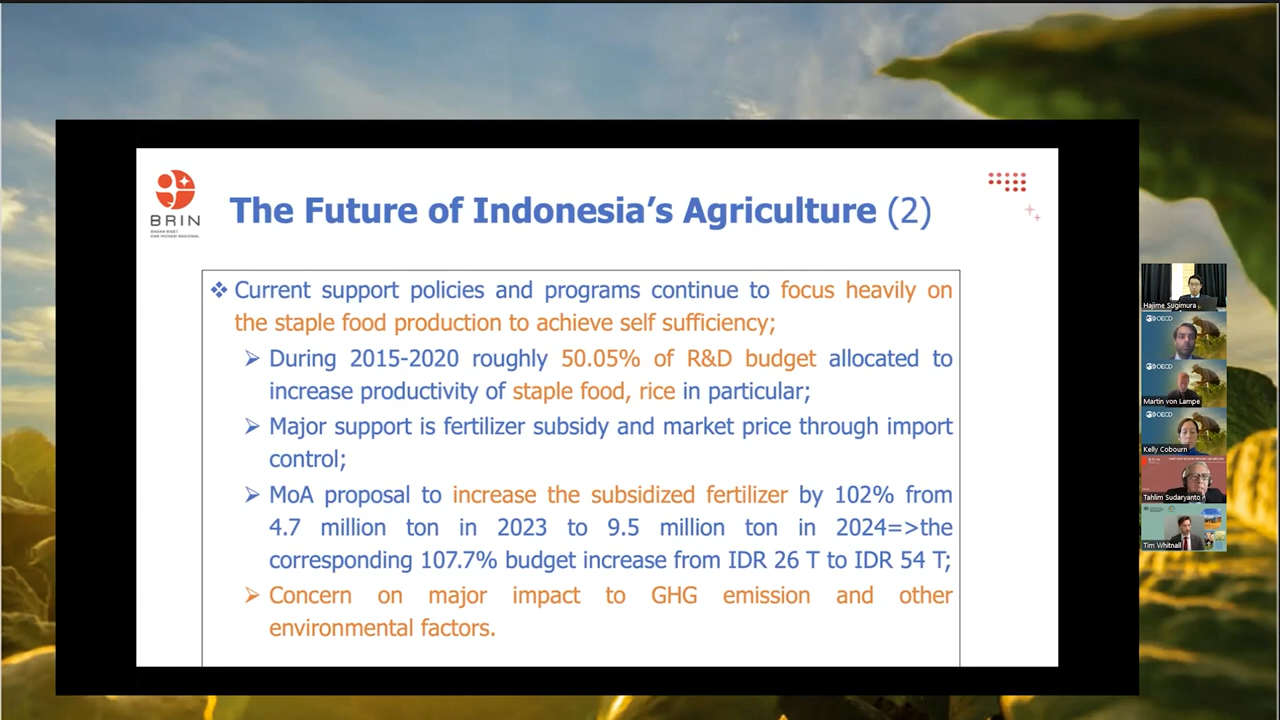 BRIN
BADAN RISET
DAN INOVASI NASIONAL
The Future of Indonesia's Agriculture (2)
❖ Current support policies and programs continue to focus heavily on
the staple food production to achieve self sufficiency;
➢ During 2015-2020 roughly 50.05% of R&D budget allocated to
increase productivity of staple food, rice in particular;
➢ Major support is fertilizer subsidy and market price through import
control;
➢ MoA proposal to increase the subsidized fertilizer by 102% from
4.7 million ton in 2023 to 9.5 million ton in 2024=>the
corresponding 107.7% budget increase from IDR 26 T to IDR 54 T;
➢ Concern on major impact to GHG emission and other
environmental factors.
Hajime Sugimura
OECD
OECD
Martin von Lampe
OECD
Kelly Cobourn
Tahlim Sudaryanto
Tim Whitnall